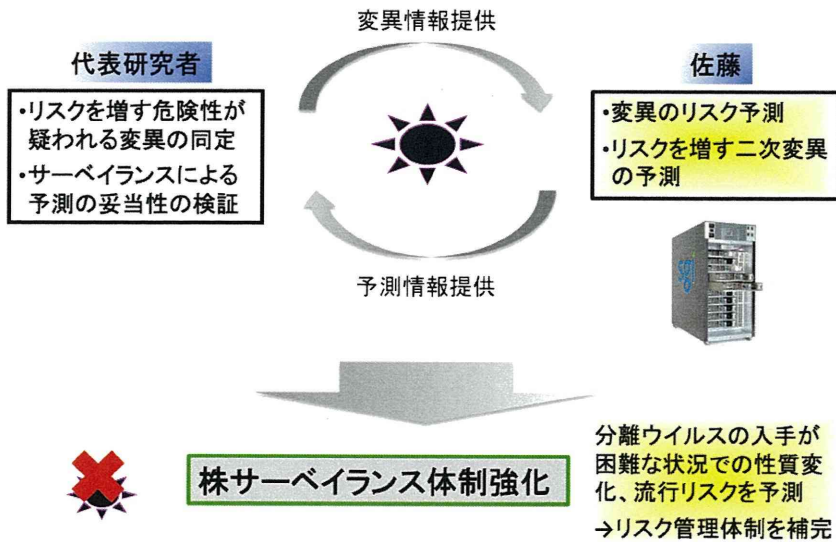 変異情報提供
代表研究者
佐藤
・リスクを増す危険性が
疑われる変異の同定
・サーベイランスによる
予測の妥当性の検証
・変異のリスク予測
・リスクを増す二次変異
の予測
予測情報提供
sgi
株サーベイランス体制強化
分離ウイルスの入手が
困難な状況での性質変
化、流行リスクを予測
→リスク管理体制を補完